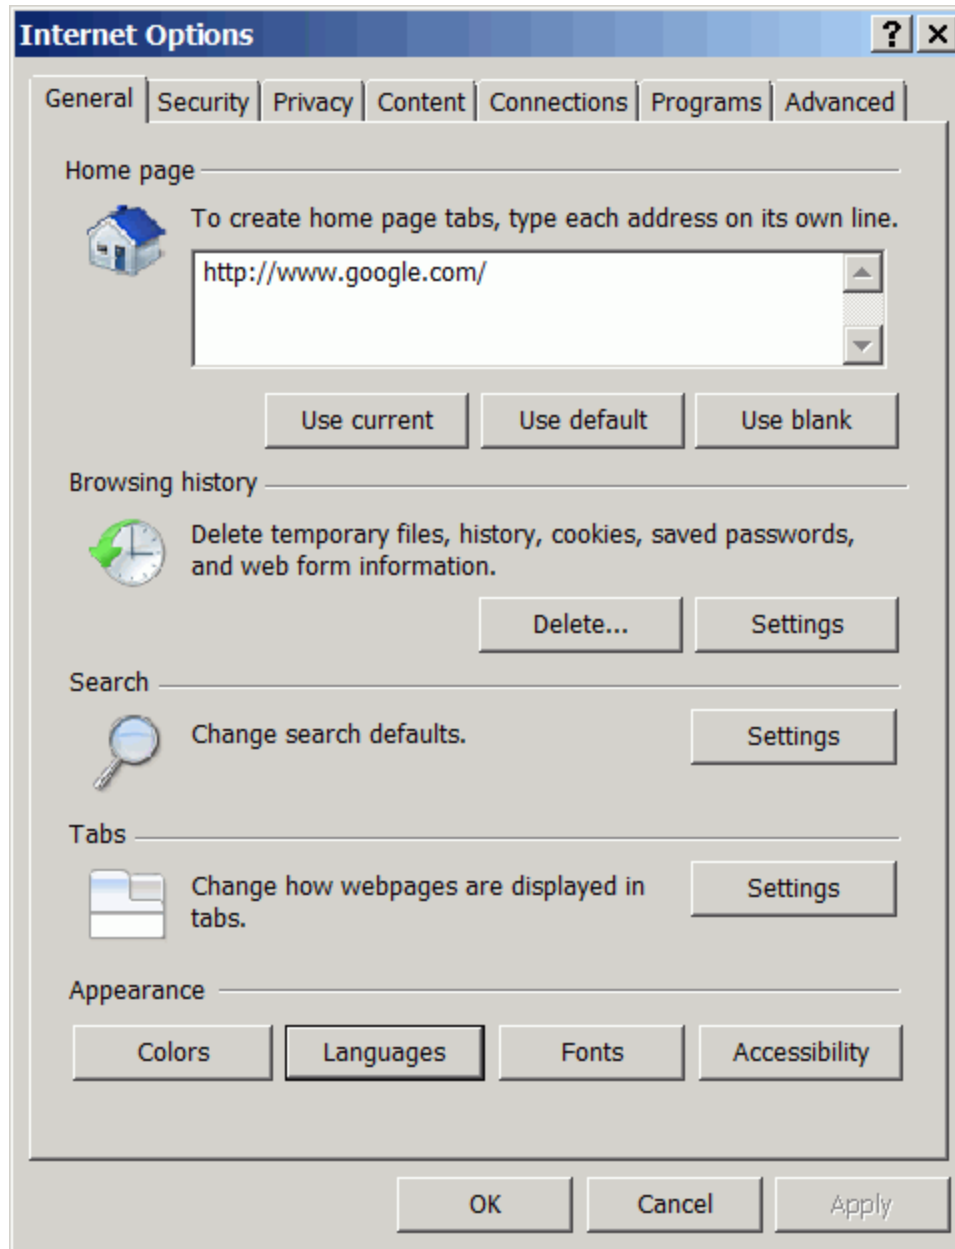 Internet Options
General Security Privacy Content Connections Programs Advanced
Home page
To create home page tabs, type each address on its own line.
http://www.google.com/
Use current Use default Use blank
Browsing history
Delete temporary files, history, cookies, saved passwords,
and web form information.
Delete... Settings
Search
Change search defaults. Settings
Tabs
Change how webpages are displayed in
tabs.
Settings
Appearance
Colors Languages Fonts Accessibility
OK Cancel Apply